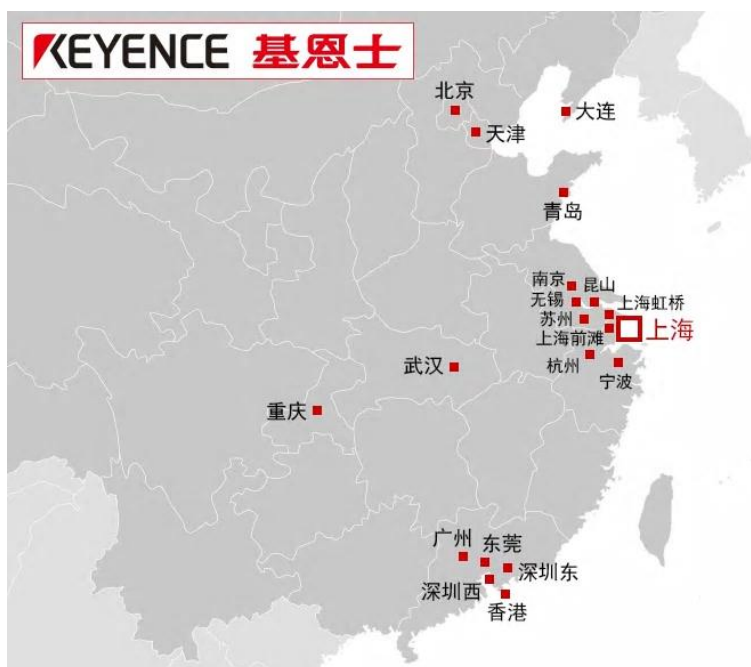 KEYENCE 基恩士
北京
大连
天津
青岛
南京
昆山
无锡
上海虹桥
苏州
上海
上海前滩
杭州
宁波
武汉
重庆
广州
东莞
深圳东
深圳西
香港